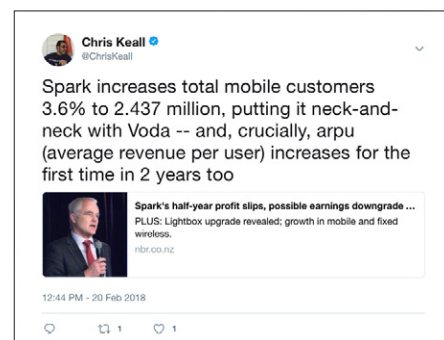 Chris Keall
@ChrisKeall
Spark increases total mobile customers
3.6% to 2.437 million, putting it neck-and-
neck with Voda -- and, crucially, arpu
(average revenue per user) increases for the
first time in 2 years too
Spark's half-year profit slips, possible earnings downgrade ...
PLUS: Lightbox upgrade revealed; growth in mobile and fixed
wireless.
nbr.co.nz
12:44 PM - 20 Feb 2018
1 1